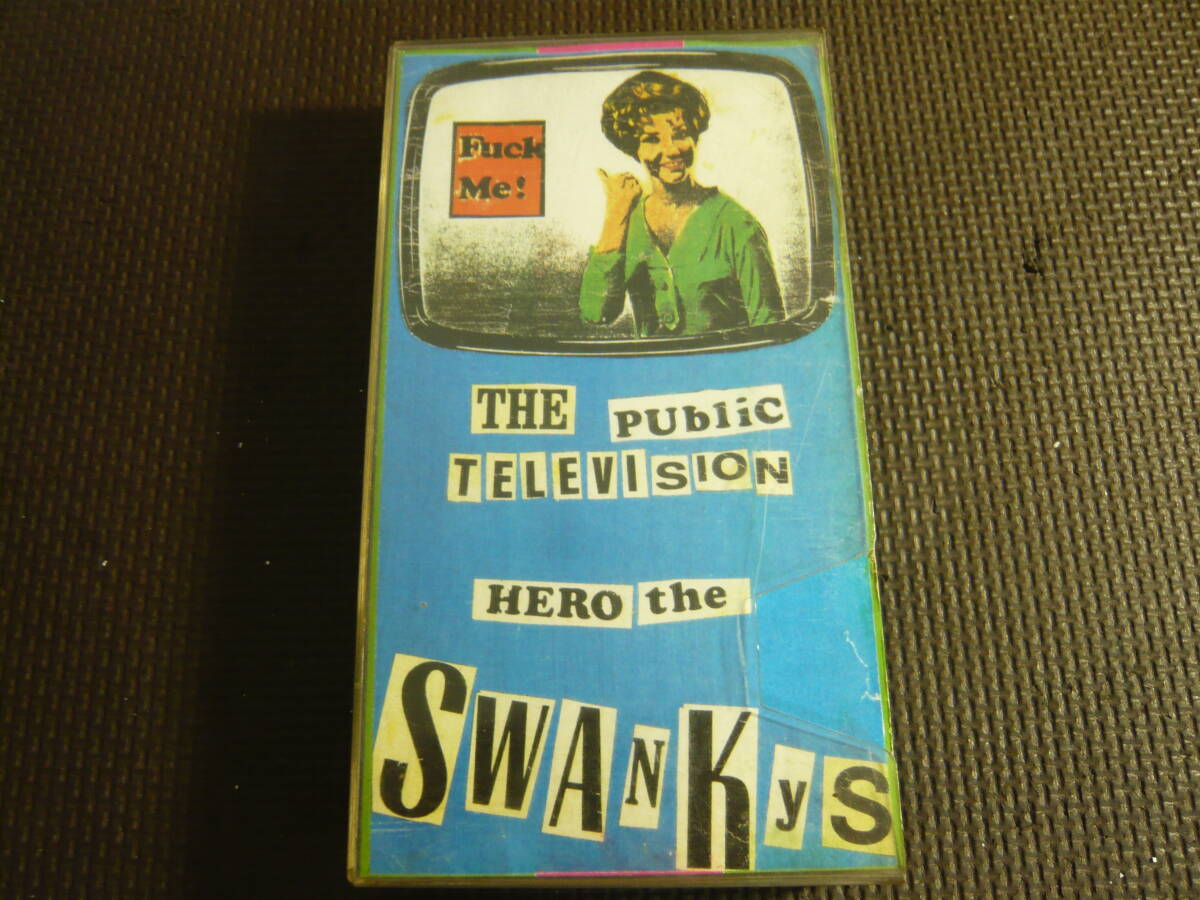 Fuck
Me!
THE PUbliC
TELEVISION
HERO the
SWANKyS